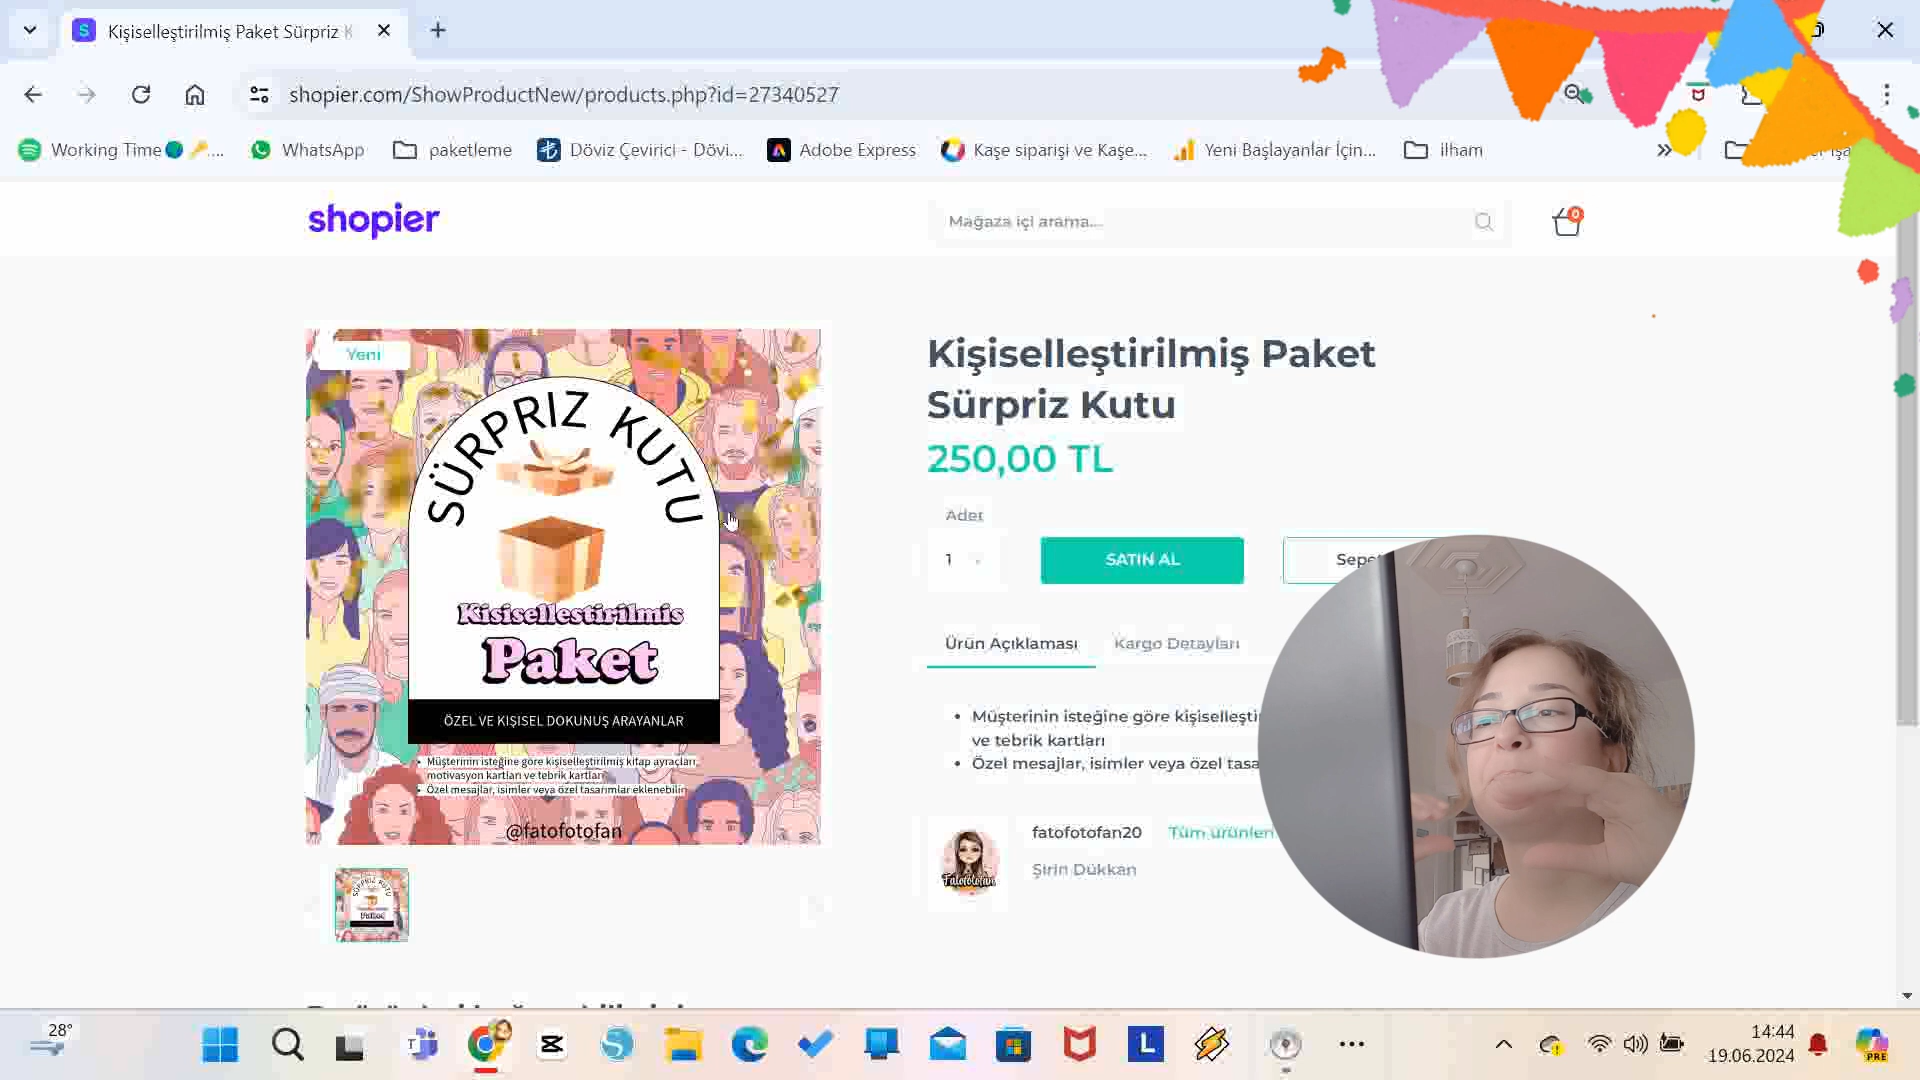 Kişiselleştirilmiş Paket Sürpriz K
shopier.com/ShowProductNew/products.php?id=27340527
Working Time ....
WhatsApp
paketleme
Döviz Çevirici - Dövi...
Adobe Express
Kaşe siparişi ve Kaşe...
Yeni Başlayanlar İçin...
ilham
shopier
Mağaza içi arama...
0
Yeni
SÜRPRIZ KUTU
Kisisellestirilmis
Paket
ÖZEL VE KIŞISEL DOKUNUŞ ARAYANLAR
Müşterinin isteğine göre kişiselleştirilmiş kitap ayraçları,
motivasyon kartları ve tebrik kartları
Özel mesajlar, isimler veya özel tasarımlar eklenebilir
@fatofotofan
Kişiselleştirilmiş Paket
Sürpriz Kutu
250,00 TL
Adet
1
SATIN AL
Sepet
Ürün Açıklaması
Kargo Detayları
Müşterinin isteğine göre kişiselleşti
ve tebrik kartları
Özel mesajlar, isimler veya özel tasa
fatofotofan20
Tüm ürünleri
Şirin Dükkan
Fatofotofan
28°
14:44
19.06.2024
PRE